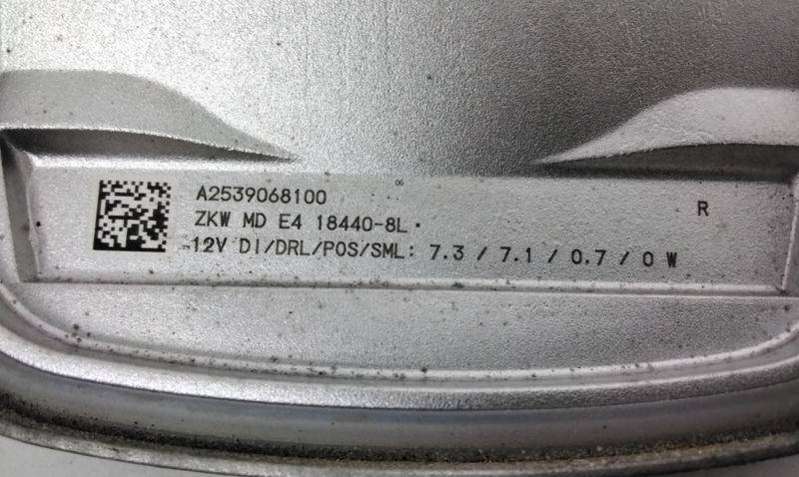 A2539068100
R
ZKW MD E4 18440-8L
12V DI/DRL/POS/SML: 7.3 / 7.1 / 0.7 / 0 W